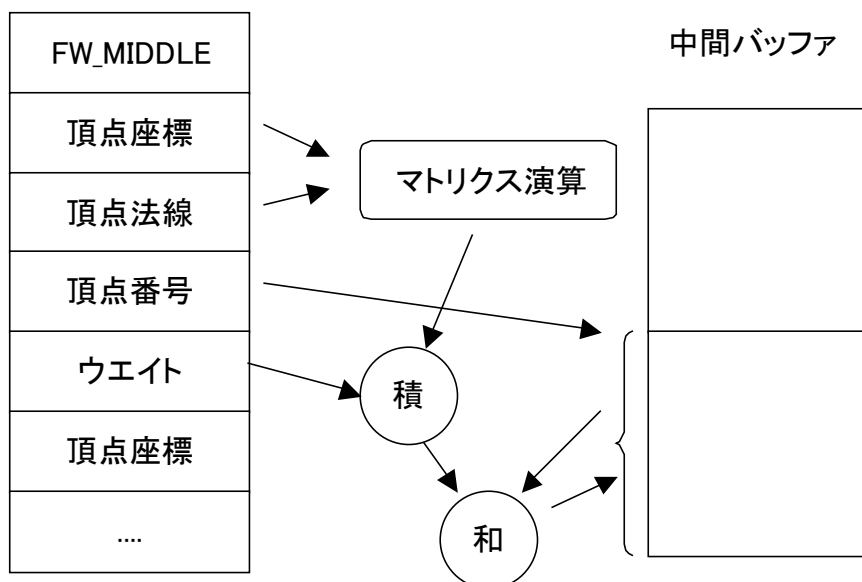 FW_MIDDLE
頂点座標
頂点法線
頂点番号
ウエイト
頂点座標
....
マトリクス演算
積
和
中間バッファ